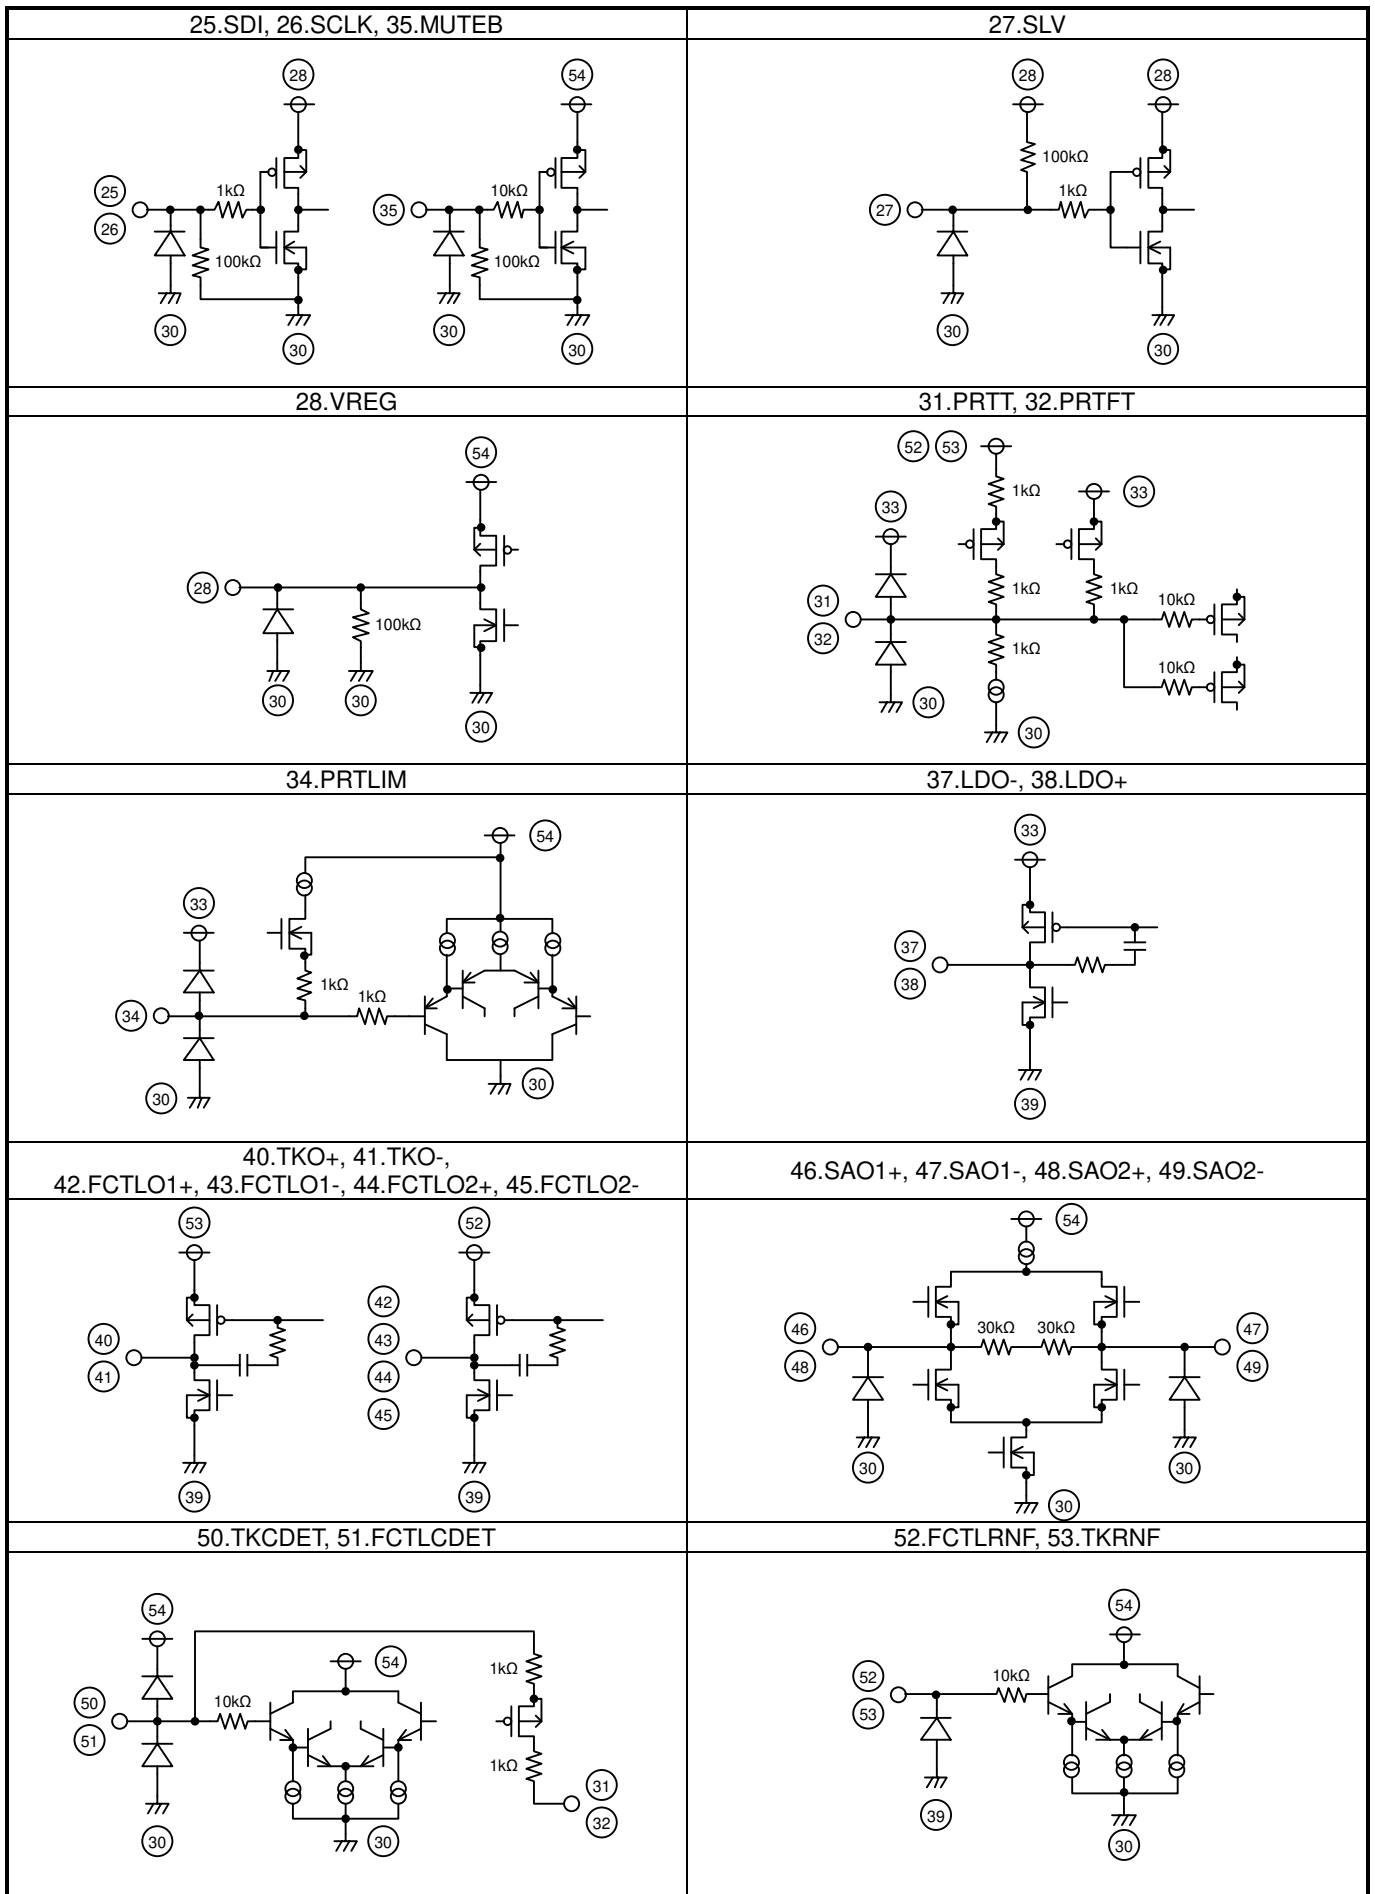 25.SDI, 26.SCLK, 35.MUTEB
28
54
25
26
1kΩ
100kΩ
30
30
35
10kΩ
100kΩ
30
30
27.SLV
28
28
100kΩ
1kΩ
27
30
30
28.VREG
54
28
100kΩ
30
30
30
31.PRTT, 32.PRTFT
52 53
1kΩ
33
33
1kΩ
1kΩ
31
32
10kΩ
1kΩ
10kΩ
30
30
34.PRTLIM
54
33
1kΩ
1kΩ
34
30
30
37.LDO-, 38.LDO+
33
37
38
39
40.TKO+, 41.TKO-,
42.FCTLO1+, 43.FCTLO1-, 44.FCTLO2+, 45.FCTLO2-
53
40
41
39
52
42
43
44
45
39
46.SAO1+, 47.SAO1-, 48.SAO2+, 49.SAO2-
54
46
48
30kΩ 30kΩ
47
49
30
30
30
50.TKCDET, 51.FCTLCDET
54
54
1kΩ
50
51
10kΩ
1kΩ
31
32
30
30
52.FCTLRNF, 53.TKRNF
54
52
53
10kΩ
39
30